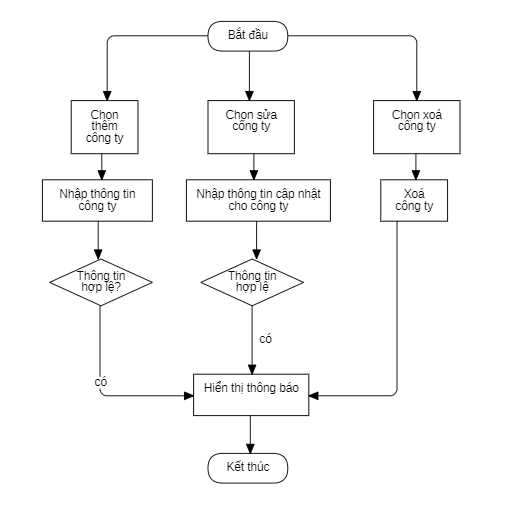 Bắt đầu
Chọn
thêm
công ty
Chọn sửa
công ty
Chọn xoá
công ty
Nhập thông tin
công ty
Nhập thông tin cập nhật
cho công ty
Xoá
công ty
Thông tin
hợp lệ?
Thông tin
hợp lệ
có
có
Hiển thị thông báo
Kết thúc